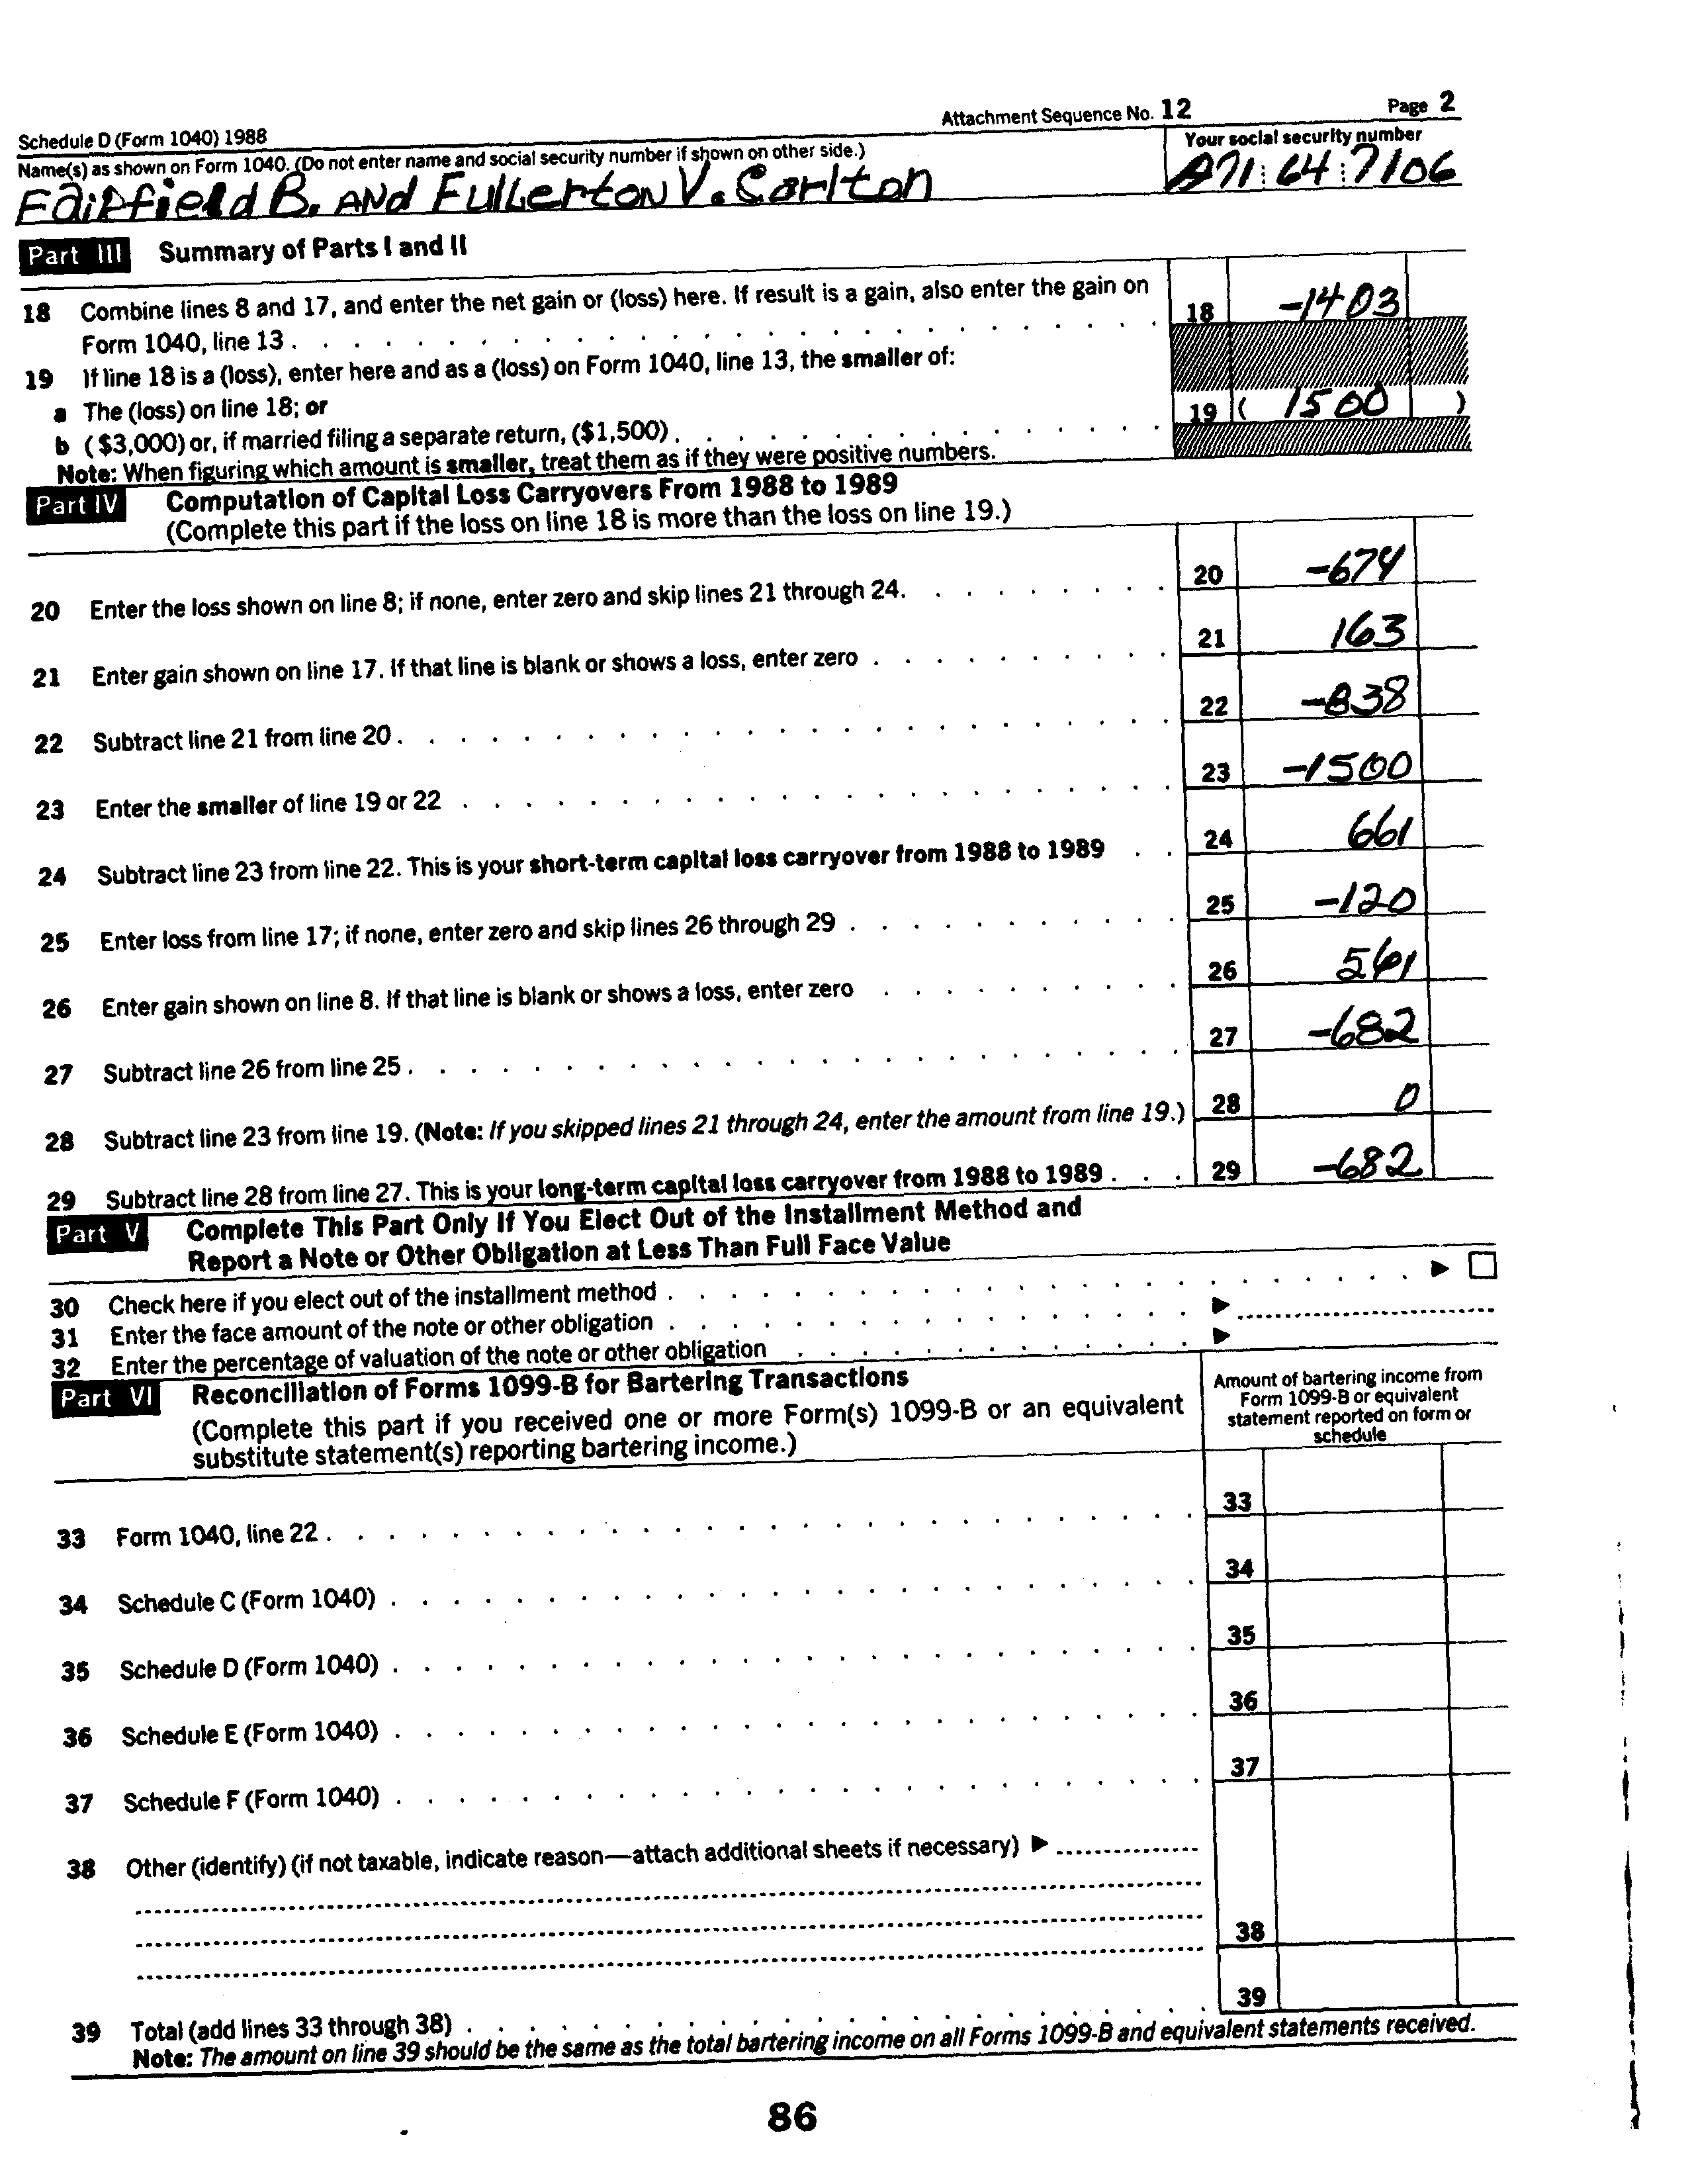 Attachment Sequence No. 12 Page 2
Schedule D (Form 1040) 1988
Name(s) as shown on Form 1040. (Do not enter name and social security number if shown on other side.) Your social security number
Fairfield B. AND Fullerton V. Carlton 71 64 7106
Part III Summary of Parts I and II
18 Combine lines 8 and 17, and enter the net gain or (loss) here. If result is a gain, also enter the gain on
Form 1040, line 13 . 18 -1403
19 If line 18 is a (loss), enter here and as a (loss) on Form 1040, line 13, the smaller of:
a The (loss) on line 18; or
b ($3,000) or, if married filing a separate return, ($1,500) . 19 ( 1500 )
Note: When figuring which amount is smaller, treat them as if they were positive numbers.
Part IV Computation of Capital Loss Carryovers From 1988 to 1989
(Complete this part if the loss on line 18 is more than the loss on line 19.)
20 Enter the loss shown on line 8; if none, enter zero and skip lines 21 through 24. 20 -674
21 Enter gain shown on line 17. If that line is blank or shows a loss, enter zero . 21 163
22 Subtract line 21 from line 20 . 22 -838
23 Enter the smaller of line 19 or 22 . 23 -1500
24 Subtract line 23 from line 22. This is your short-term capital loss carryover from 1988 to 1989 . 24 661
25 Enter loss from line 17; if none, enter zero and skip lines 26 through 29 . 25 -120
26 Enter gain shown on line 8. If that line is blank or shows a loss, enter zero . 26 561
27 Subtract line 26 from line 25 . 27 -682
28 Subtract line 23 from line 19. (Note: If you skipped lines 21 through 24, enter the amount from line 19.) 28 0
29 Subtract line 28 from line 27. This is your long-term capital loss carryover from 1988 to 1989 . 29 -682
Part V Complete This Part Only If You Elect Out of the Installment Method and
Report a Note or Other Obligation at Less Than Full Face Value
30 Check here if you elect out of the installment method . ► □
31 Enter the face amount of the note or other obligation . ►
32 Enter the percentage of valuation of the note or other obligation . ►
Part VI Reconciliation of Forms 1099-B for Bartering Transactions
(Complete this part if you received one or more Form(s) 1099-B or an equivalent
substitute statement(s) reporting bartering income.)
Amount of bartering income from
Form 1099-B or equivalent
statement reported on form or
schedule
33 Form 1040, line 22 . 33
34 Schedule C (Form 1040) . 34
35 Schedule D (Form 1040) . 35
36 Schedule E (Form 1040) . 36
37 Schedule F (Form 1040) . 37
38 Other (identify) (if not taxable, indicate reason—attach additional sheets if necessary) ►
38
39 Total (add lines 33 through 38) . 39
Note: The amount on line 39 should be the same as the total bartering income on all Forms 1099-B and equivalent statements received.
86